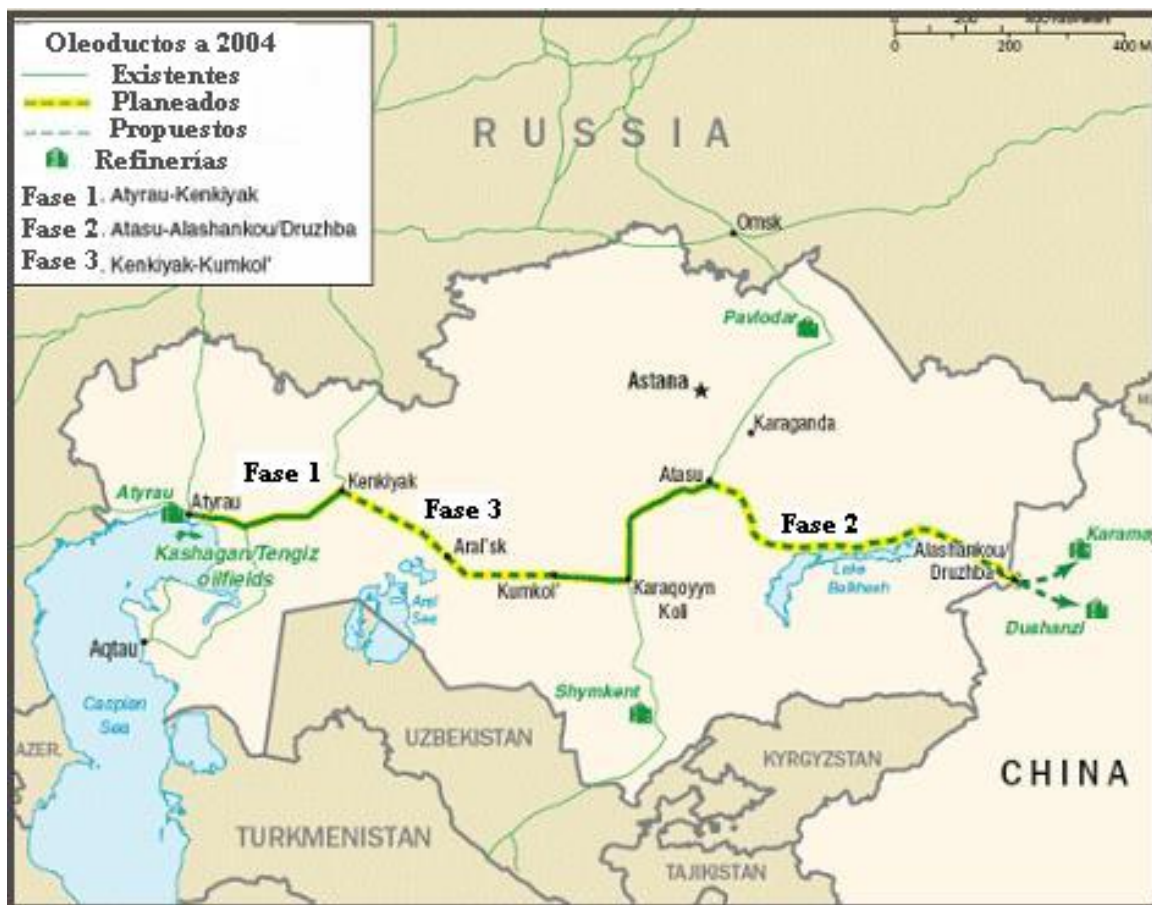 Oleoductos a 2004
Existentes
Planeados
Propuestos
Refinerías
Fase 1. Atyrau-Kenkiyak
Fase 2. Atasu-Alashankou/Druzhba
Fase 3. Kenkiyak-Kumkol'
0 200
0 200 400
RUSSIA
Omsk
Pavlodar
Astana
Karaganda
Atasu
Fase 1
Kenkiyak
Atyrau
Atyrau
Fase 3
Fase 2
Kashagan/Tengiz
oilfields
Aral'sk
Kumkol'
Karaqoyyn
Koli
Alashankou/
Druzhba
Lake
Balkhash
Aral
Sea
Dushanzi
Aqtau
Caspian
Sea
Shymkent
AZER.
UZBEKISTAN
KYRGYZSTAN
CHINA
TURKMENISTAN
TAJIKISTAN